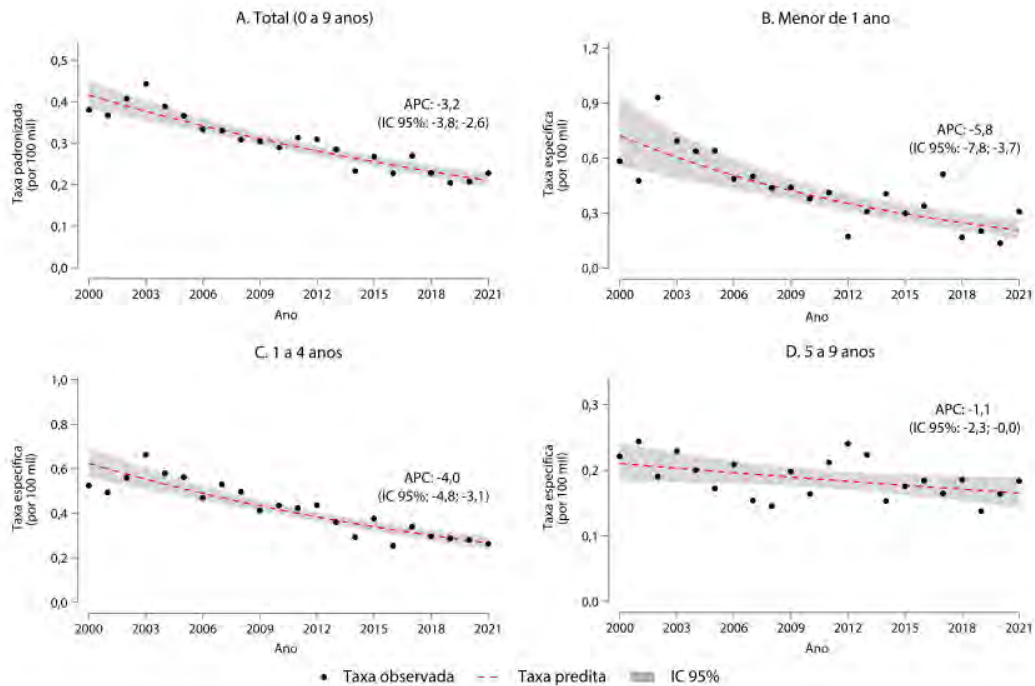 A. Total (0 a 9 anos)
Taxa padronizada
(por 100 mil)
0,5
0,4
0,3
0,2
0,1
0,0
APC: -3,2
(IC 95%: -3,8; -2,6)
2000 2003 2006 2009 2012 2015 2018 2021
Ano
B. Menor de 1 ano
Taxa específica
(por 100 mil)
1,2
0,9
0,6
0,3
0,0
APC: -5,8
(IC 95%: -7,8; -3,7)
2000 2003 2006 2009 2012 2015 2018 2021
Ano
C. 1 a 4 anos
Taxa específica
(por 100 mil)
1,0
0,8
0,6
0,4
0,2
0,0
APC: -4,0
(IC 95%: -4,8; -3,1)
2000 2003 2006 2009 2012 2015 2018 2021
Ano
D. 5 a 9 anos
Taxa específica
(por 100 mil)
0,3
0,2
0,1
0.0
APC: -1,1
(IC 95%: -2,3; -0,0)
2000 2003 2006 2009 2012 2015 2018 2021
Ano
Taxa observada Taxa predita IC 95%